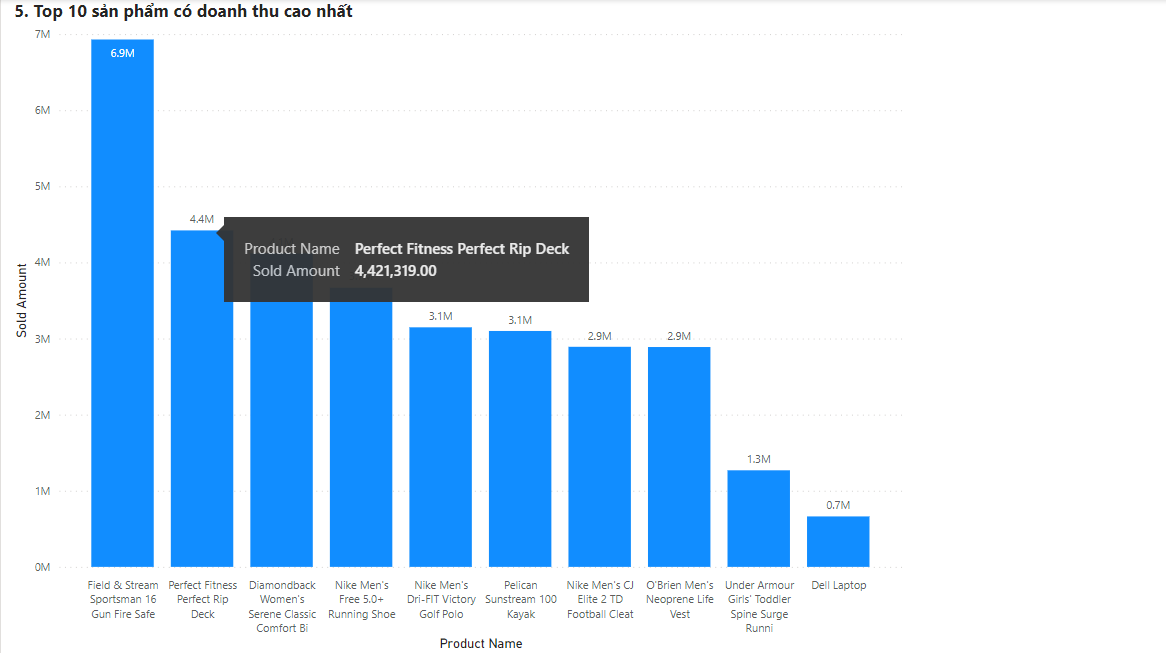 5. Top 10 sản phẩm có doanh thu cao nhất
7M
6M
5M
4M
3M
2M
1M
0M
Sold Amount
6.9M
4.4M
Product Name Perfect Fitness Perfect Rip Deck
Sold Amount 4,421,319.00
3.1M
3.1M
2.9M
2.9M
1.3M
0.7M
Field & Stream
Sportsman 16
Gun Fire Safe
Perfect Fitness
Perfect Rip
Deck
Diamondback
Women's
Serene Classic
Comfort Bi
Nike Men's
Free 5.0+
Running Shoe
Nike Men's
Dri-FIT Victory
Golf Polo
Pelican
Sunstream 100
Kayak
Nike Men's CJ
Elite 2 TD
Football Cleat
O'Brien Men's
Neoprene Life
Vest
Under Armour
Girls' Toddler
Spine Surge
Runni
Dell Laptop
Product Name